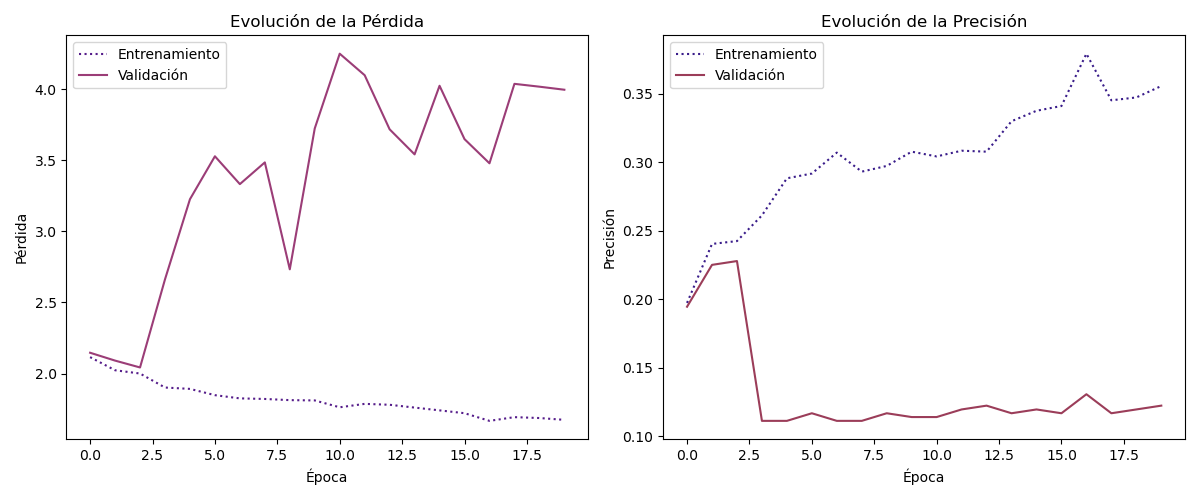 Evolución de la Pérdida
Entrenamiento
Validación
4.0
3.5
3.0
2.5
2.0
Pérdida
0.0 2.5 5.0 7.5 10.0 12.5 15.0 17.5
Época
Evolución de la Precisión
Entrenamiento
Validación
0.35
0.30
0.25
0.20
0.15
0.10
Precisión
0.0 2.5 5.0 7.5 10.0 12.5 15.0 17.5
Época